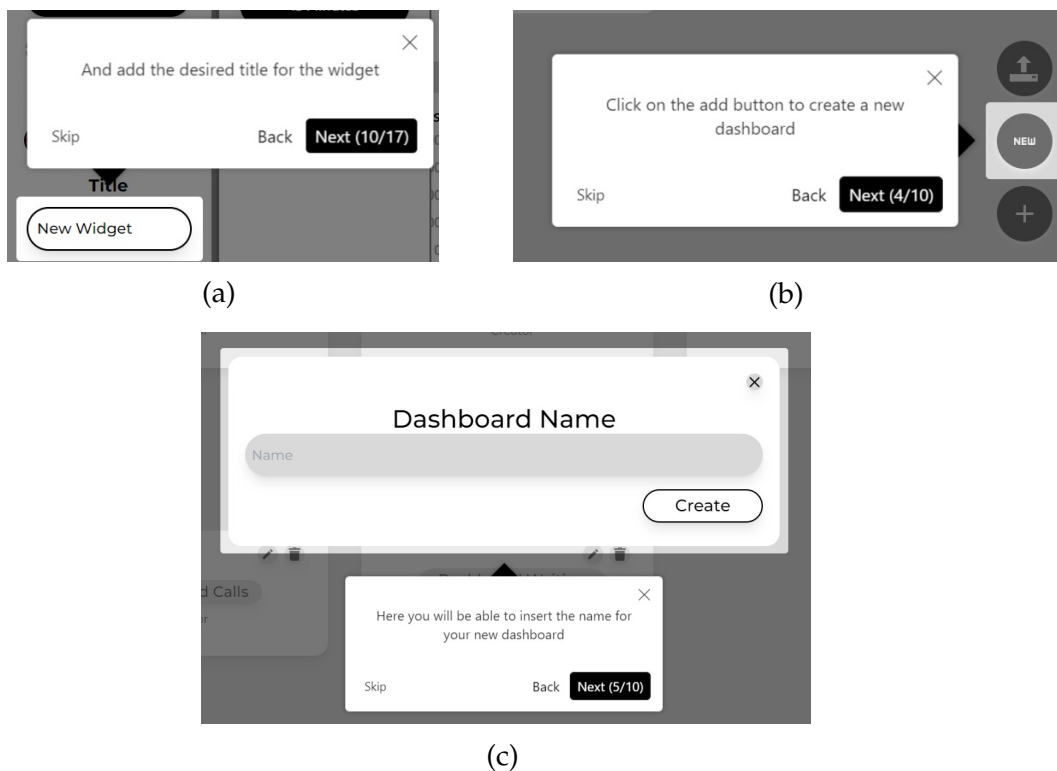 And add the desired title for the widget
Skip
Back
Next (10/17)
Title
New Widget
(a)
Click on the add button to create a new
dashboard
Skip
Back
Next (4/10)
NEW
(b)
Creator
Dashboard Name
Name
Create
Calls
Here you will be able to insert the name for
your new dashboard
Skip
Back
Next (5/10)
(c)